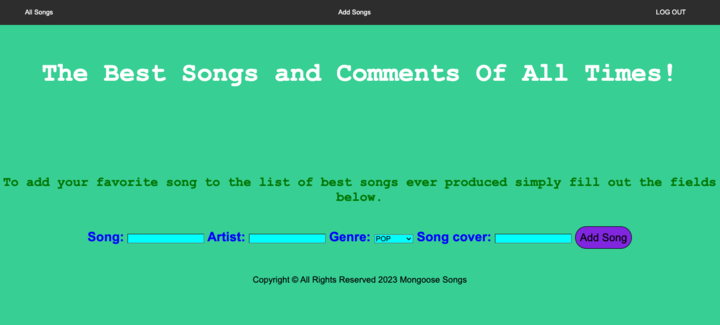 All Songs Add Songs LOG OUT
The Best Songs and Comments Of All Times!
To add your favorite song to the list of best songs ever produced simply fill out the fields
below.
Song: Artist: Genre: POP Song cover: Add Song
Copyright © All Rights Reserved 2023 Mongoose Songs